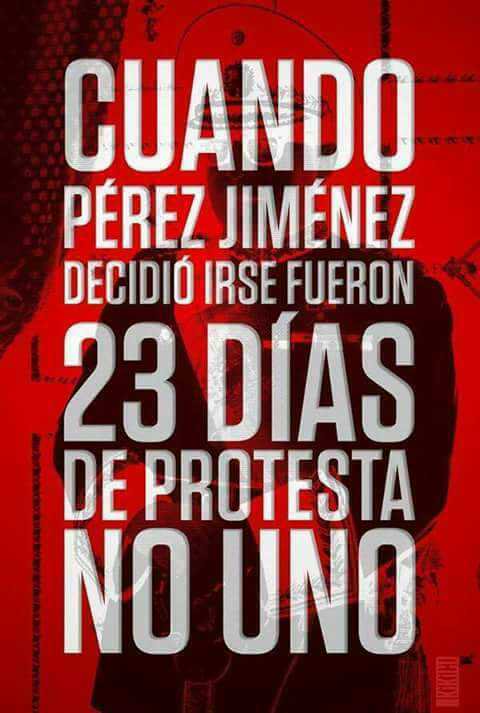 CUANDO
PÉREZ JIMÉNEZ
DECIDIÓ IRSE FUERON
23 DÍAS
DE PROTESTA
NO UNO